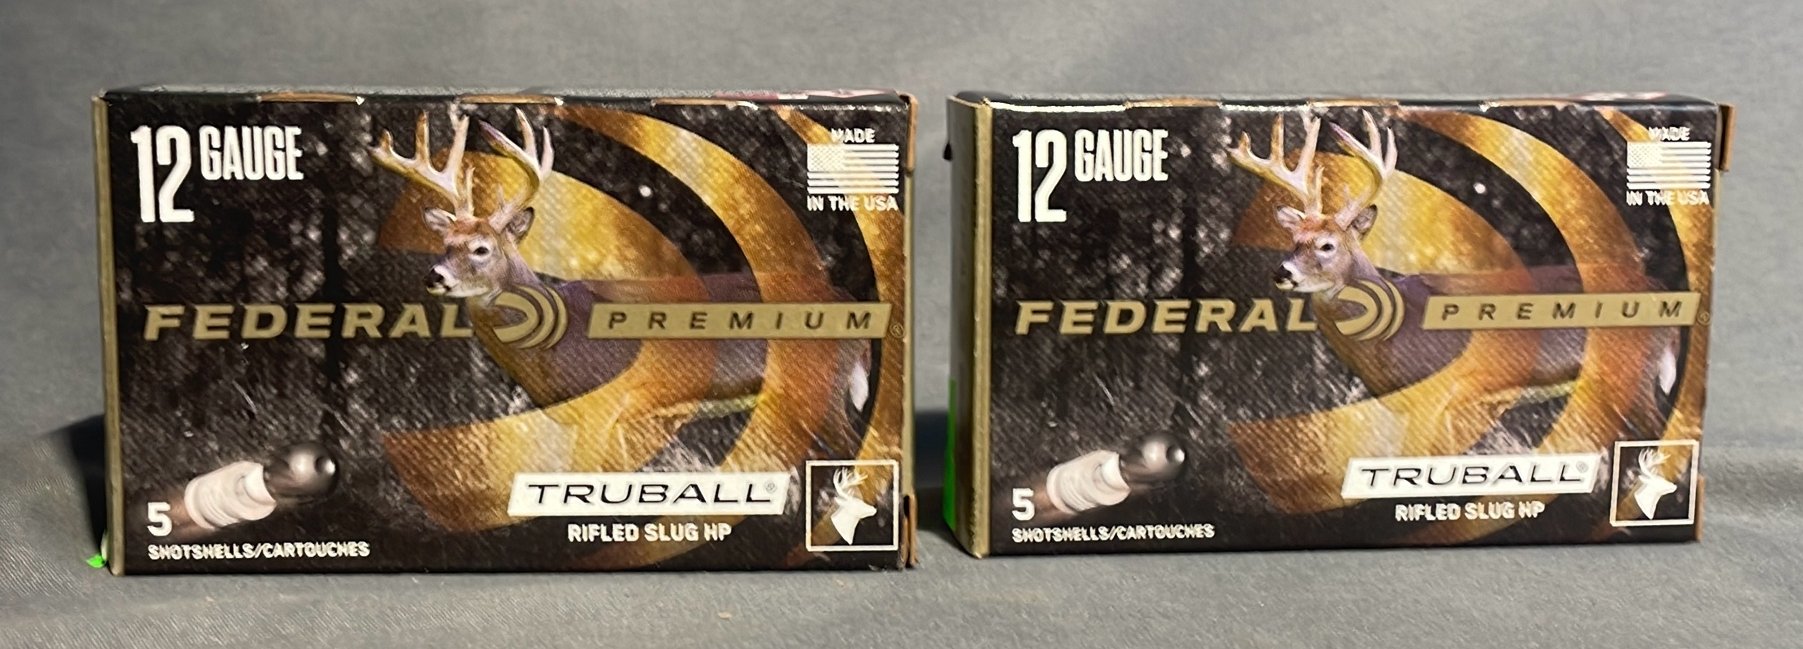 12 GAUGE
MADE
IN THE USA
FEDERAL PREMIUM®
TRUBALL®
RIFLED SLUG HP
5
SHOTSHELLS/CARTOUCHES
12 GAUGE
MADE
IN THE USA
FEDERAL PREMIUM®
TRUBALL®
RIFLED SLUG HP
5
SHOTSHELLS/CARTOUCHES